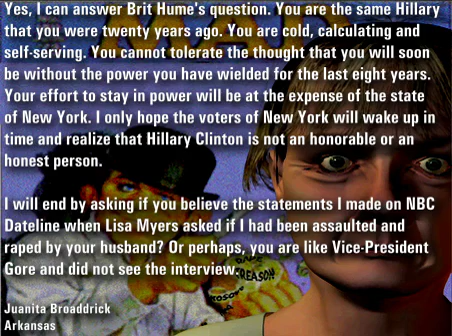 Yes, I can answer Brit Hume's question. You are the same Hillary
that you were twenty years ago. You are cold, calculating and
self-serving. You cannot tolerate the thought that you will soon
be without the power you have wielded for the last eight years.
Your effort to stay in power will be at the expense of the state
of New York. I only hope the voters of New York will wake up in
time and realize that Hillary Clinton is not an honorable or an
honest person.
I will end by asking if you believe the statements I made on NBC
Dateline when Lisa Myers asked if I had been assaulted and
raped by your husband? Or perhaps, you are like Vice-President
Gore and did not see the interview.
REASON
Juanita Broaddrick
Arkansas